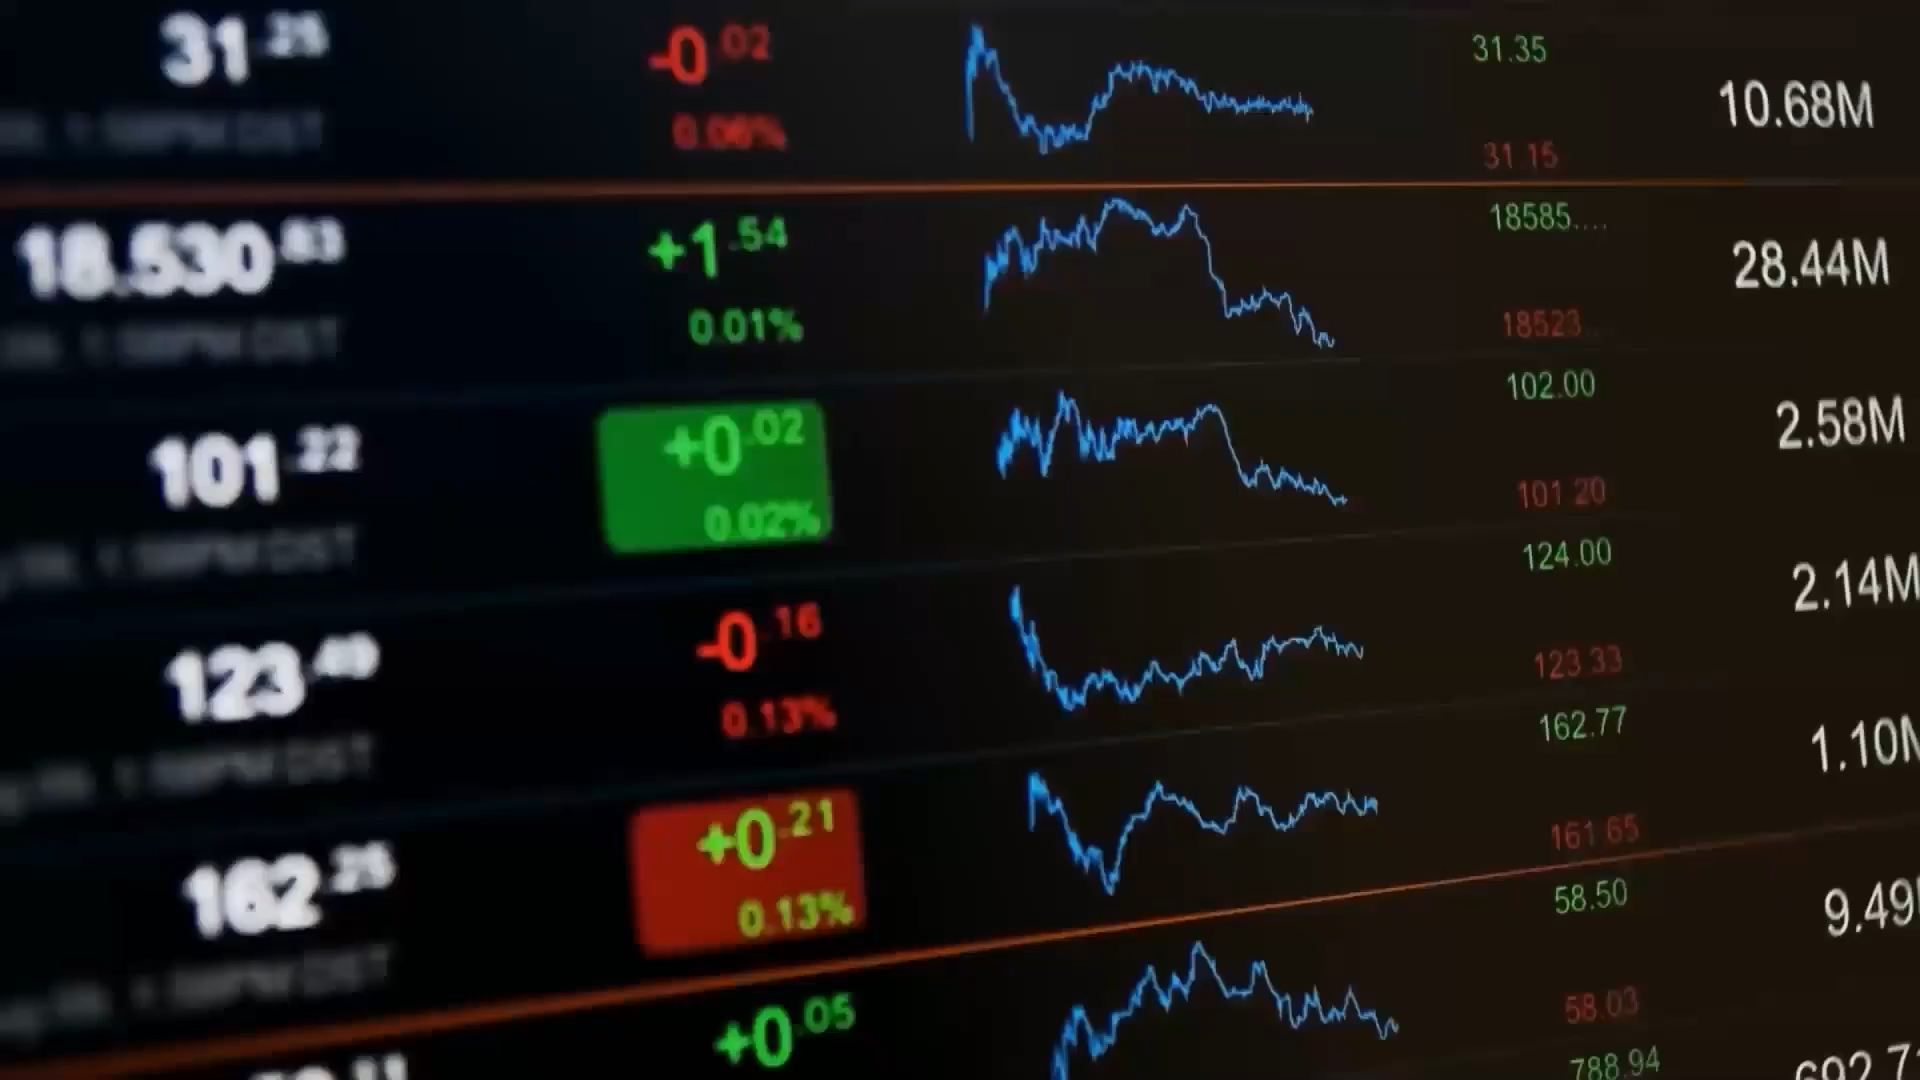 31.26 -0.02 31.35
0.06% 31.15 10.68M
18.530.83 +1.54 18585.... 28.44M
0.01% 18523...
101.22 +0.02 102.00 2.58M
0.02% 101.20
123.49 -0.16 124.00 2.14M
0.13% 123.33
162.25 +0.21 162.77 1.10M
0.13% 161.65
+0.05 58.50 9.49
58.03
788.94 692.7